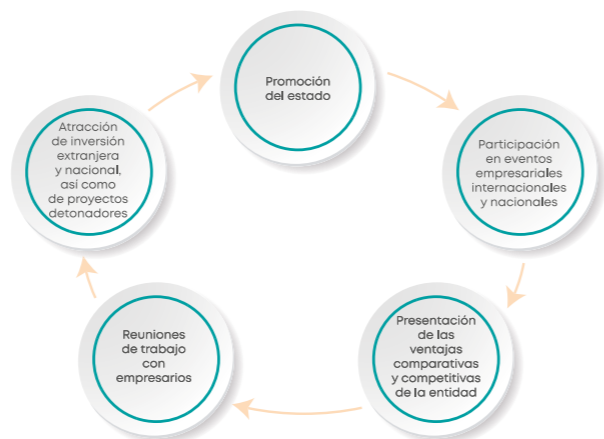 Promoción
del estado
Participación
en eventos
empresariales
internacionales
y nacionales
Presentación
de las
ventajas
comparativas
y competitivas
de la entidad
Reuniones
de trabajo
con
empresarios
Atracción
de inversión
extranjera
y nacional,
así como
de proyectos
detonadores